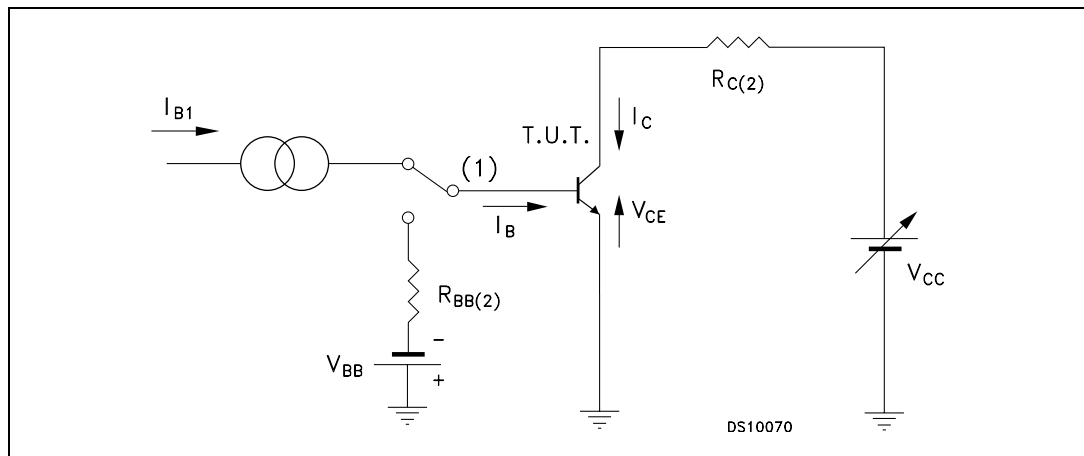 R_C(2)
I_B1
I_C
T.U.T.
(1)
I_B
V_CE
V_CC
R_BB(2)
-
V_BB
+
DS10070